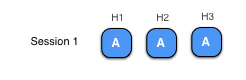 H1 H2 H3
Session 1 A A A